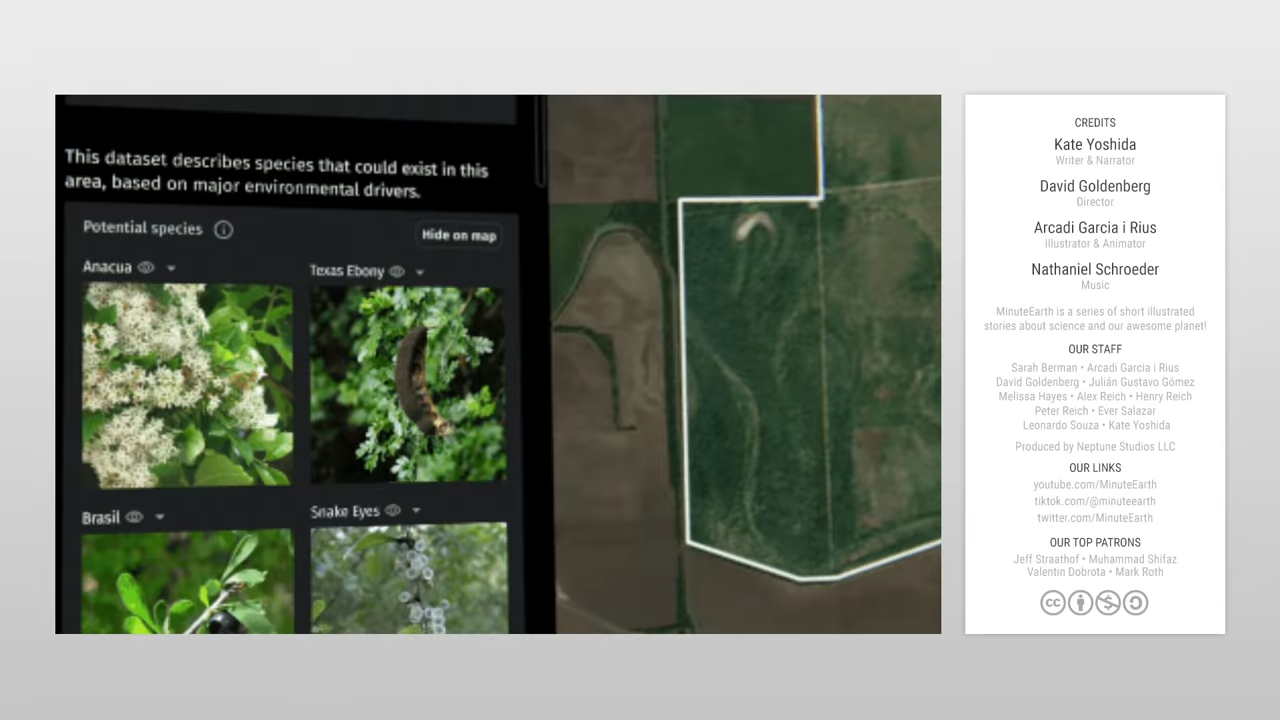 This dataset describes species that could exist in this
area, based on major environmental drivers.
Potential species
Hide on map
Anacua
Texas Ebony
Brasil
Snake Eyes
CREDITS
Kate Yoshida
Writer & Narrator
David Goldenberg
Director
Arcadi Garcia i Rius
Illustrator & Animator
Nathaniel Schroeder
Music
MinuteEarth is a series of short illustrated
stories about science and our awesome planet!
OUR STAFF
Sarah Berman • Arcadi Garcia i Rius
David Goldenberg • Julián Gustavo Gómez
Melissa Hayes • Alex Reich • Henry Reich
Peter Reich • Ever Salazar
Leonardo Souza • Kate Yoshida
Produced by Neptune Studios LLC
OUR LINKS
youtube.com/MinuteEarth
tiktok.com/@minuteearth
twitter.com/MinuteEarth
OUR TOP PATRONS
Jeff Straathof • Muhammad Shifaz
Valentin Dobrota • Mark Roth
cc